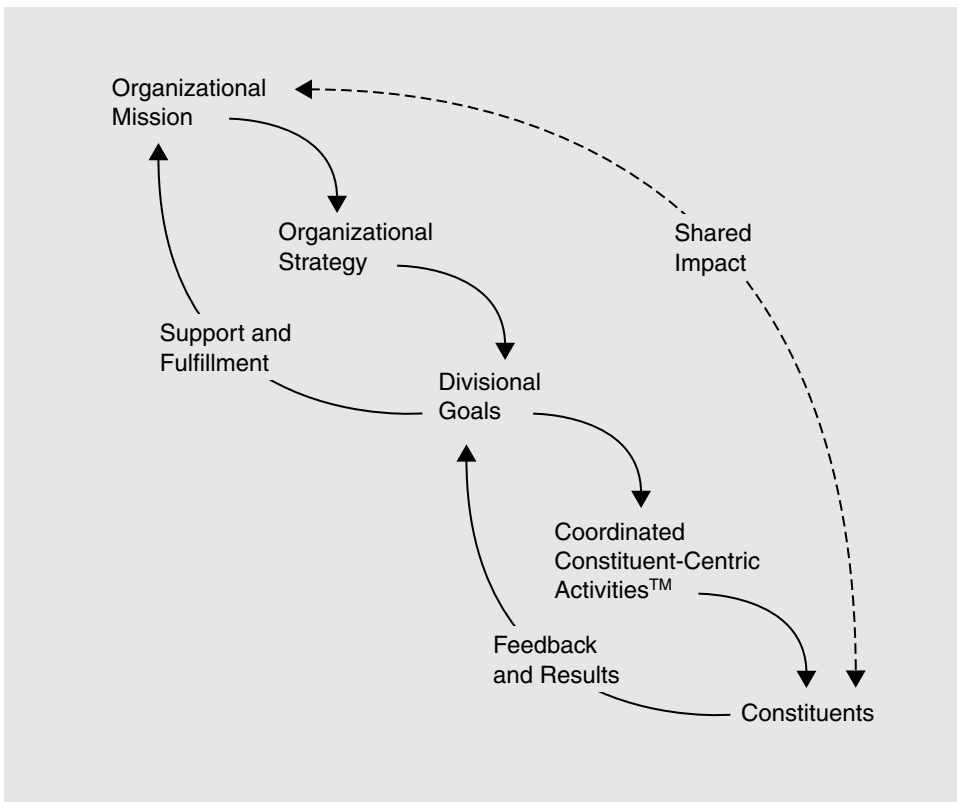 Organizational
Mission
Organizational
Strategy
Shared
Impact
Support and
Fulfillment
Divisional
Goals
Coordinated
Constituent-Centric
Activities™
Feedback
and Results
Constituents